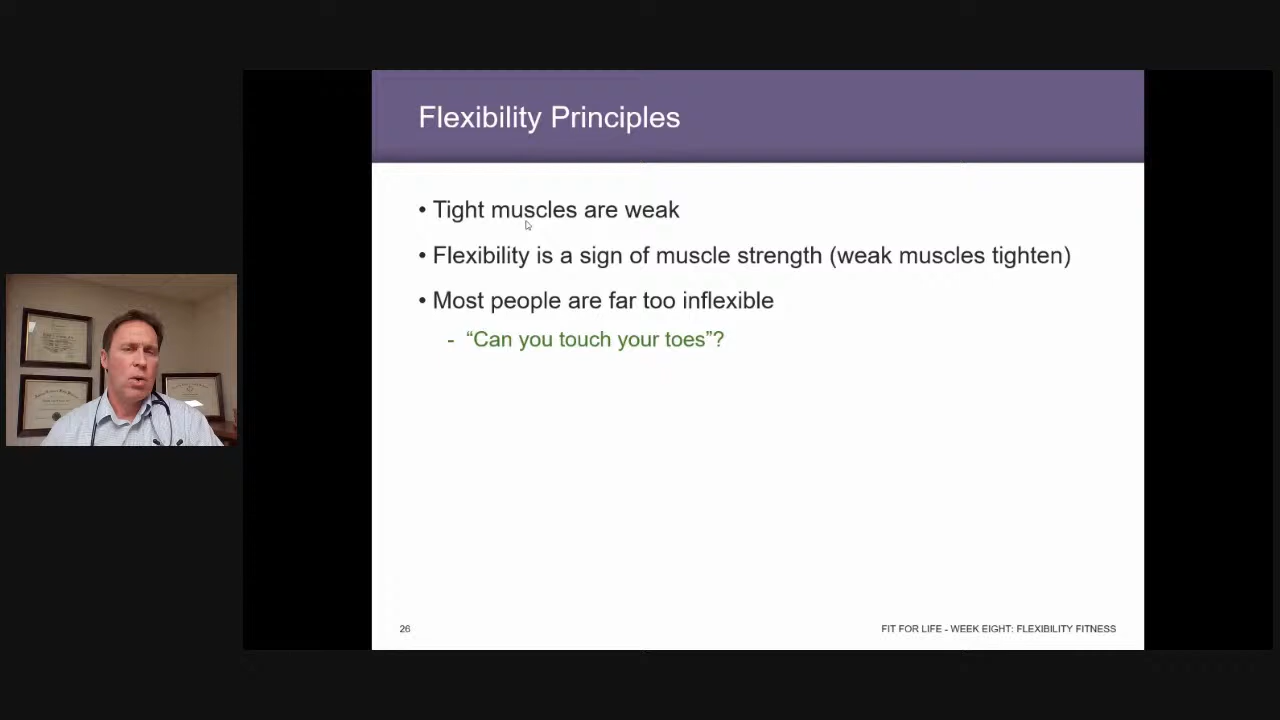 Flexibility Principles
• Tight muscles are weak
• Flexibility is a sign of muscle strength (weak muscles tighten)
• Most people are far too inflexible
- “Can you touch your toes”?
26
FIT FOR LIFE - WEEK EIGHT: FLEXIBILITY FITNESS